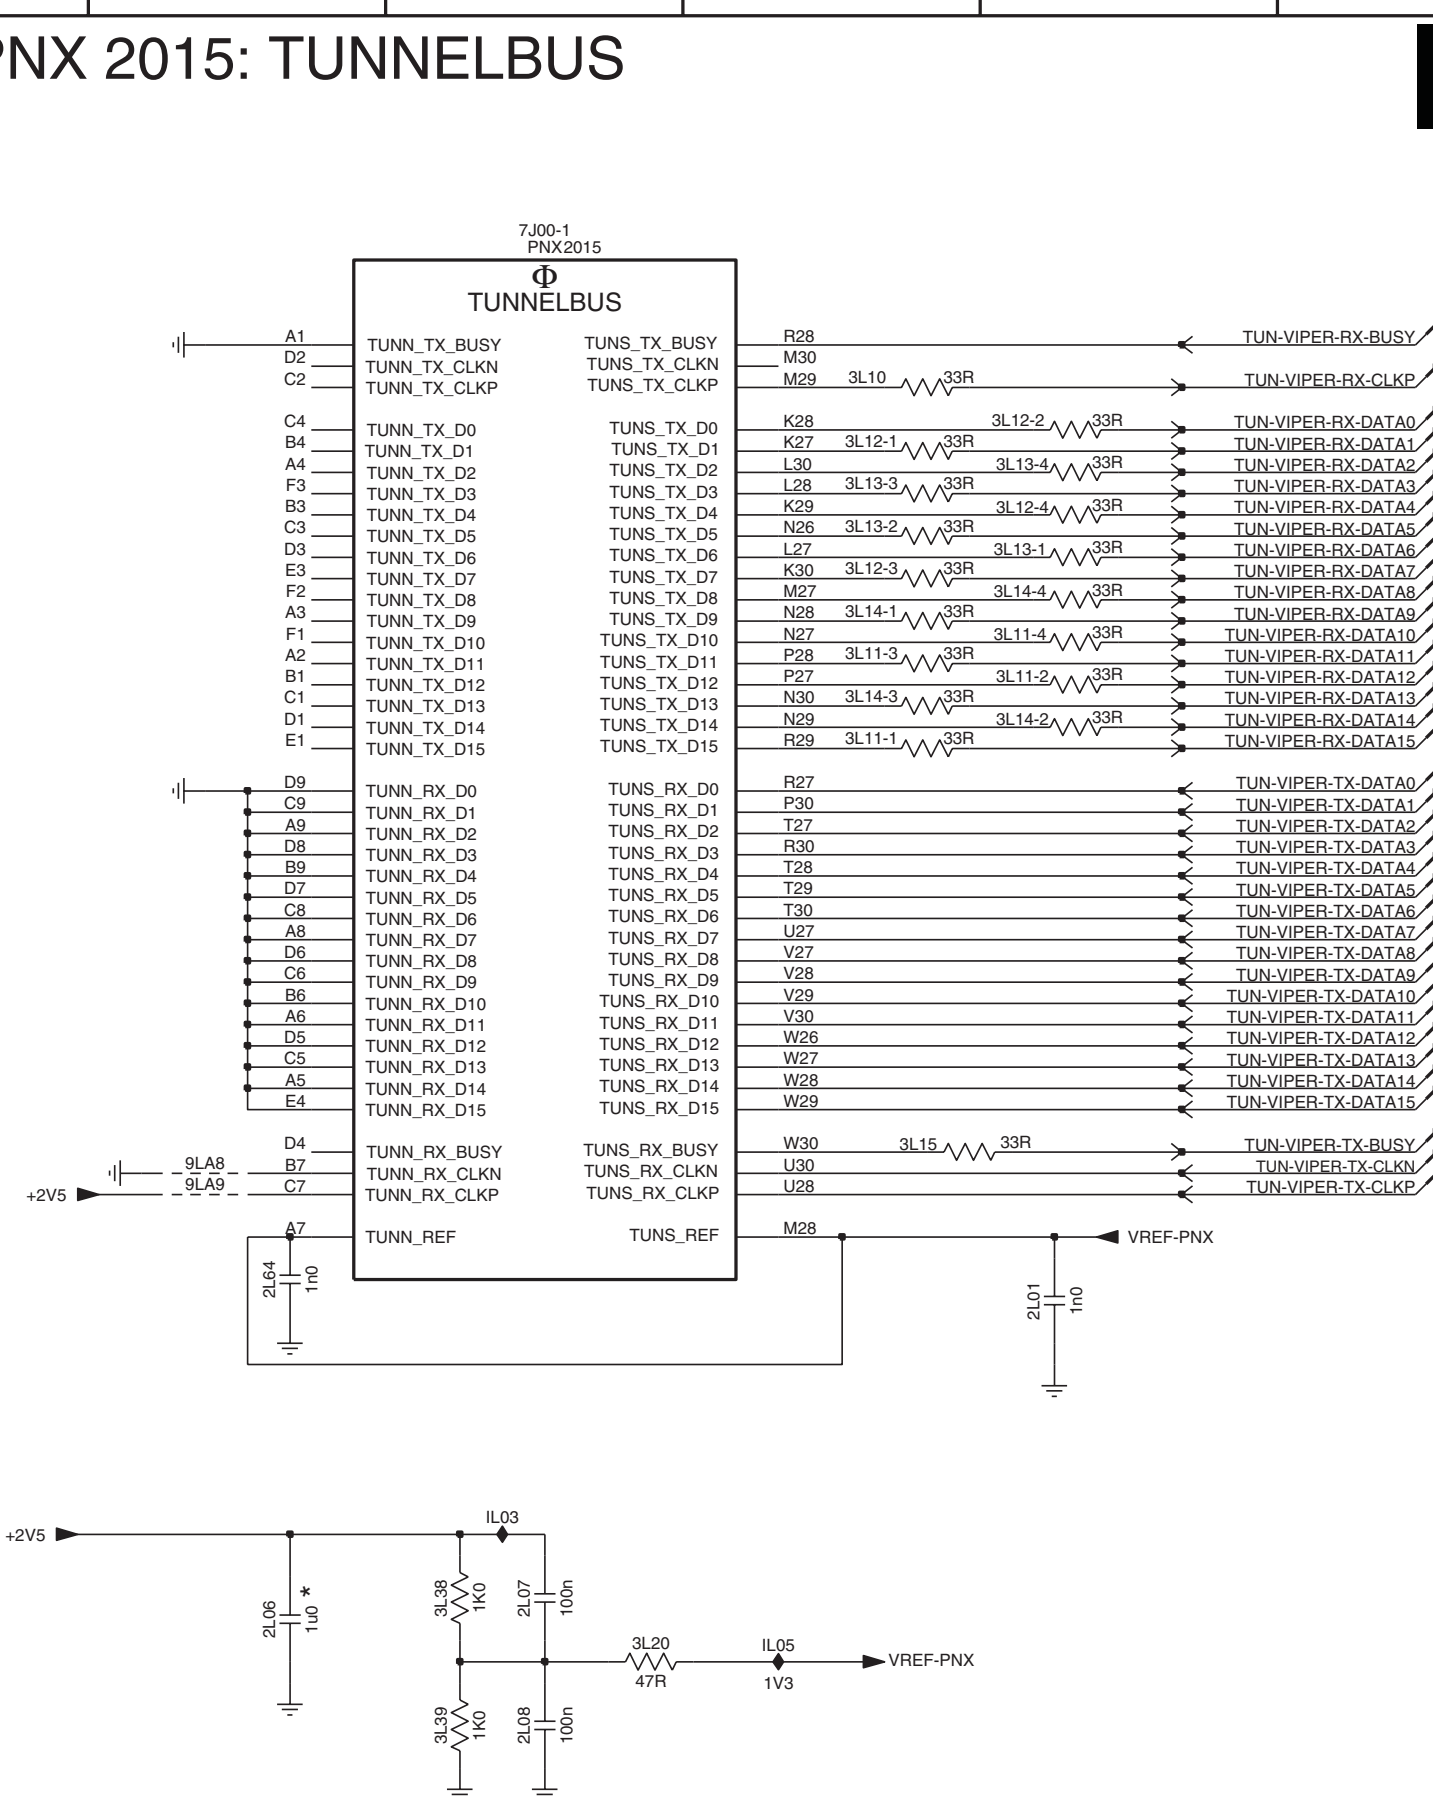 PNX 2015: TUNNELBUS
7J00-1
PNX2015
Φ
TUNNELBUS
A1 TUNN_TX_BUSY TUNS_TX_BUSY R28 TUN-VIPER-RX-BUSY
D2 TUNN_TX_CLKN TUNS_TX_CLKN M30
C2 TUNN_TX_CLKP TUNS_TX_CLKP M29 3L10 33R TUN-VIPER-RX-CLKP
C4 TUNN_TX_D0 TUNS_TX_D0 K28 3L12-2 33R TUN-VIPER-RX-DATA0
B4 TUNN_TX_D1 TUNS_TX_D1 K27 3L12-1 33R TUN-VIPER-RX-DATA1
A4 TUNN_TX_D2 TUNS_TX_D2 L30 3L13-4 33R TUN-VIPER-RX-DATA2
F3 TUNN_TX_D3 TUNS_TX_D3 L28 3L13-3 33R TUN-VIPER-RX-DATA3
B3 TUNN_TX_D4 TUNS_TX_D4 K29 3L12-4 33R TUN-VIPER-RX-DATA4
C3 TUNN_TX_D5 TUNS_TX_D5 N26 3L13-2 33R TUN-VIPER-RX-DATA5
D3 TUNN_TX_D6 TUNS_TX_D6 L27 3L13-1 33R TUN-VIPER-RX-DATA6
E3 TUNN_TX_D7 TUNS_TX_D7 K30 3L12-3 33R TUN-VIPER-RX-DATA7
F2 TUNN_TX_D8 TUNS_TX_D8 M27 3L14-4 33R TUN-VIPER-RX-DATA8
A3 TUNN_TX_D9 TUNS_TX_D9 N28 3L14-1 33R TUN-VIPER-RX-DATA9
F1 TUNN_TX_D10 TUNS_TX_D10 N27 3L11-4 33R TUN-VIPER-RX-DATA10
A2 TUNN_TX_D11 TUNS_TX_D11 P28 3L11-3 33R TUN-VIPER-RX-DATA11
B1 TUNN_TX_D12 TUNS_TX_D12 P27 3L11-2 33R TUN-VIPER-RX-DATA12
C1 TUNN_TX_D13 TUNS_TX_D13 N30 3L14-3 33R TUN-VIPER-RX-DATA13
D1 TUNN_TX_D14 TUNS_TX_D14 N29 3L14-2 33R TUN-VIPER-RX-DATA14
E1 TUNN_TX_D15 TUNS_TX_D15 R29 3L11-1 33R TUN-VIPER-RX-DATA15
D9 TUNN_RX_D0 TUNS_RX_D0 R27 TUN-VIPER-TX-DATA0
C9 TUNN_RX_D1 TUNS_RX_D1 P30 TUN-VIPER-TX-DATA1
A9 TUNN_RX_D2 TUNS_RX_D2 T27 TUN-VIPER-TX-DATA2
D8 TUNN_RX_D3 TUNS_RX_D3 R30 TUN-VIPER-TX-DATA3
B9 TUNN_RX_D4 TUNS_RX_D4 T28 TUN-VIPER-TX-DATA4
D7 TUNN_RX_D5 TUNS_RX_D5 T29 TUN-VIPER-TX-DATA5
C8 TUNN_RX_D6 TUNS_RX_D6 T30 TUN-VIPER-TX-DATA6
A8 TUNN_RX_D7 TUNS_RX_D7 U27 TUN-VIPER-TX-DATA7
D6 TUNN_RX_D8 TUNS_RX_D8 V27 TUN-VIPER-TX-DATA8
C6 TUNN_RX_D9 TUNS_RX_D9 V28 TUN-VIPER-TX-DATA9
B6 TUNN_RX_D10 TUNS_RX_D10 V29 TUN-VIPER-TX-DATA10
A6 TUNN_RX_D11 TUNS_RX_D11 V30 TUN-VIPER-TX-DATA11
D5 TUNN_RX_D12 TUNS_RX_D12 W26 TUN-VIPER-TX-DATA12
C5 TUNN_RX_D13 TUNS_RX_D13 W27 TUN-VIPER-TX-DATA13
A5 TUNN_RX_D14 TUNS_RX_D14 W28 TUN-VIPER-TX-DATA14
E4 TUNN_RX_D15 TUNS_RX_D15 W29 TUN-VIPER-TX-DATA15
D4 TUNN_RX_BUSY TUNS_RX_BUSY W30 3L15 33R TUN-VIPER-TX-BUSY
9LA8 B7 TUNN_RX_CLKN TUNS_RX_CLKN U30 TUN-VIPER-TX-CLKN
+2V5 9LA9 C7 TUNN_RX_CLKP TUNS_RX_CLKP U28 TUN-VIPER-TX-CLKP
A7 TUNN_REF TUNS_REF M28 VREF-PNX
2L64 1n0
2L01 1n0
+2V5 IL03
2L06 1u0 *
3L38 1K0
2L07 100n
3L20 47R
IL05 1V3
VREF-PNX
3L39 1K0
2L08 100n